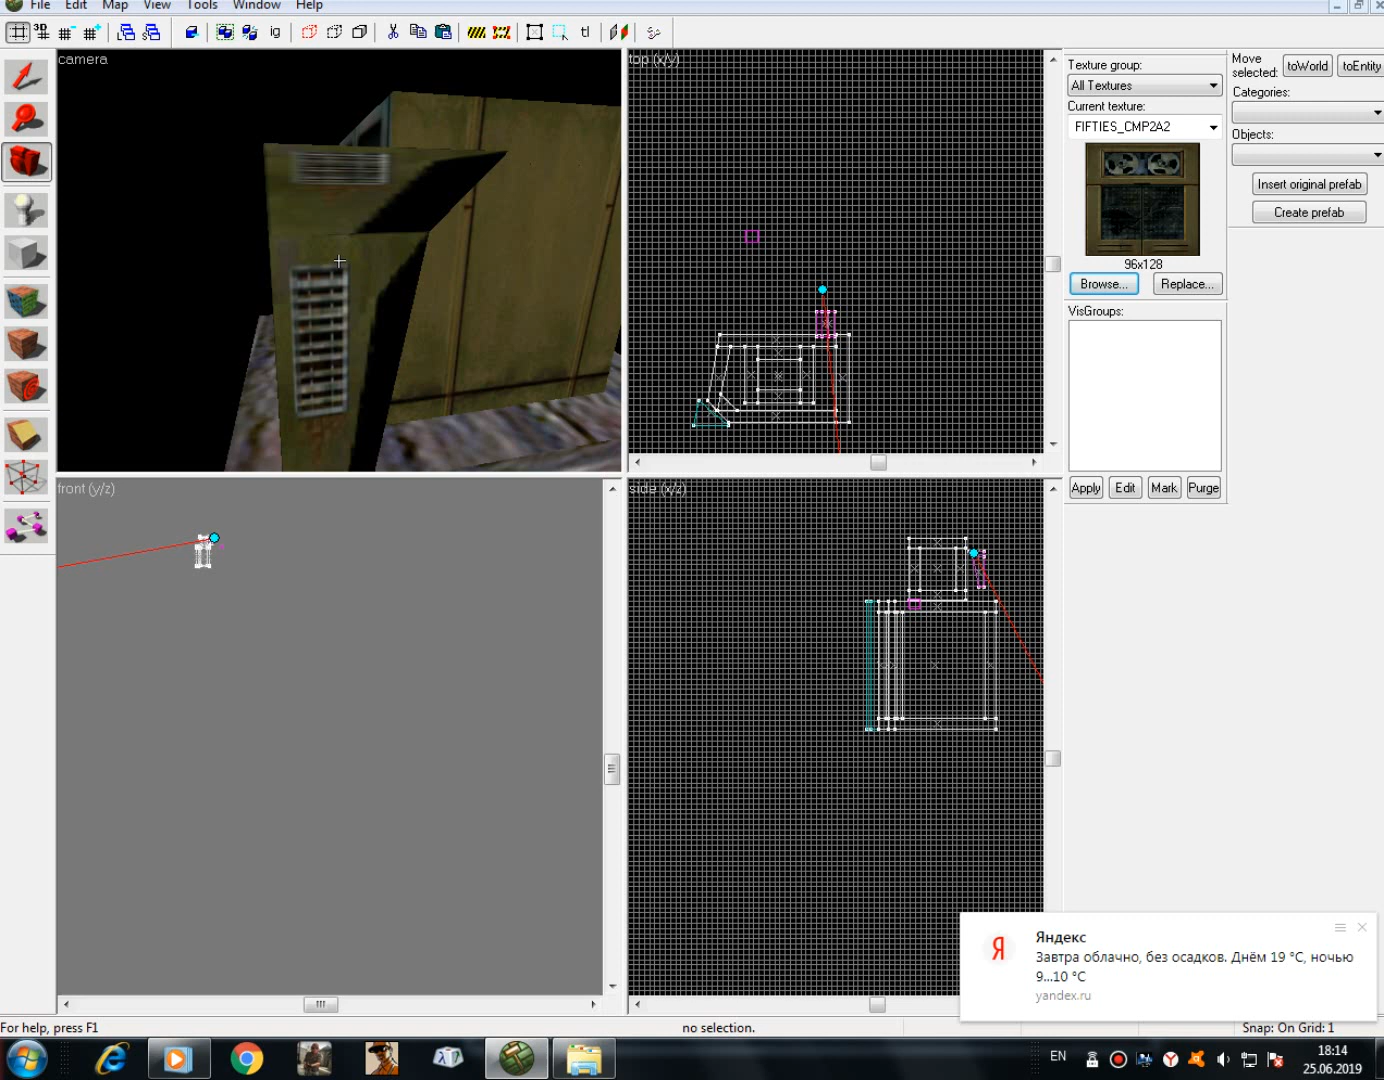 File Edit Map View Tools Window Help
3D
ig
tl
camera
top (x/y)
front (y/z)
side (x/z)
Texture group:
All Textures
Current texture:
FIFTIES_CMP2A2
96x128
Browse...
Replace...
VisGroups:
Apply Edit Mark Purge
Move
selected:
toWorld
toEntity
Categories:
Objects:
Insert original prefab
Create prefab
Яндекс
Завтра облачно, без осадков. Днём 19 °C, ночью
9...10 °C
yandex.ru
For help, press F1
no selection.
Snap: On Grid: 1
EN
18:14
25.06.2019